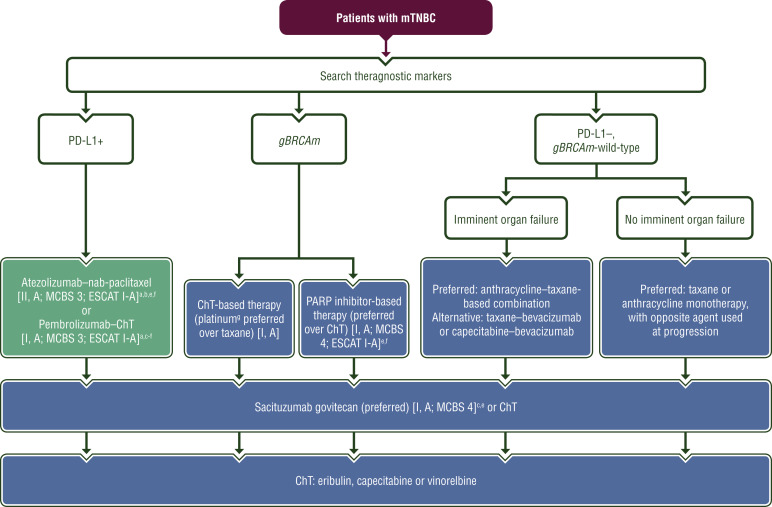 Patients with mTNBC
Search theragnostic markers
PD-L1+
gBRCAm
PD-L1–,
gBRCAm-wild-type
Imminent organ failure
No imminent organ failure
Atezolizumab–nab-paclitaxel
[II, A; MCBS 3; ESCAT I-A]a,b,e,f
or
Pembrolizumab–ChT
[I, A; MCBS 3; ESCAT I-A]a,c-f
ChT-based therapy
(platinumg preferred
over taxane) [I, A]
PARP inhibitor-based
therapy (preferred
over ChT) [I, A; MCBS
4; ESCAT I-A]e,f
Preferred: anthracycline–taxane-
based combination
Alternative: taxane–bevacizumab
or capecitabine–bevacizumab
Preferred: taxane or
anthracycline monotherapy,
with opposite agent used
at progression
Sacituzumab govitecan (preferred) [I, A; MCBS 4]c,e or ChT
ChT: eribulin, capecitabine or vinorelbine